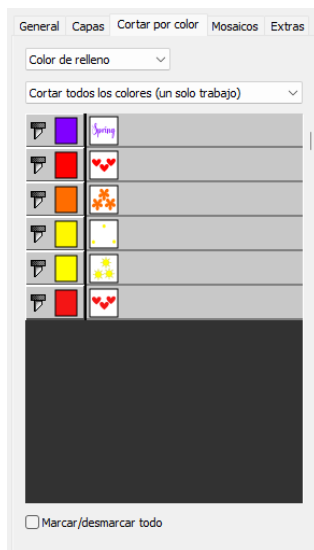 General Capas Cortar por color Mosaicos Extras
Color de relleno
Cortar todos los colores (un solo trabajo)
Spring
Marcar/desmarcar todo